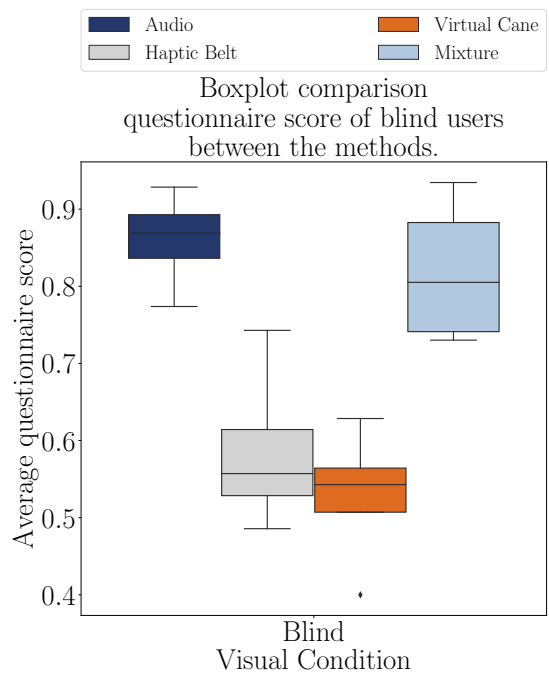 Audio
Haptic Belt
Virtual Cane
Mixture
Boxplot comparison
questionnaire score of blind users
between the methods.
Average questionnaire score
0.9
0.8
0.7
0.6
0.5
0.4
Blind
Visual Condition